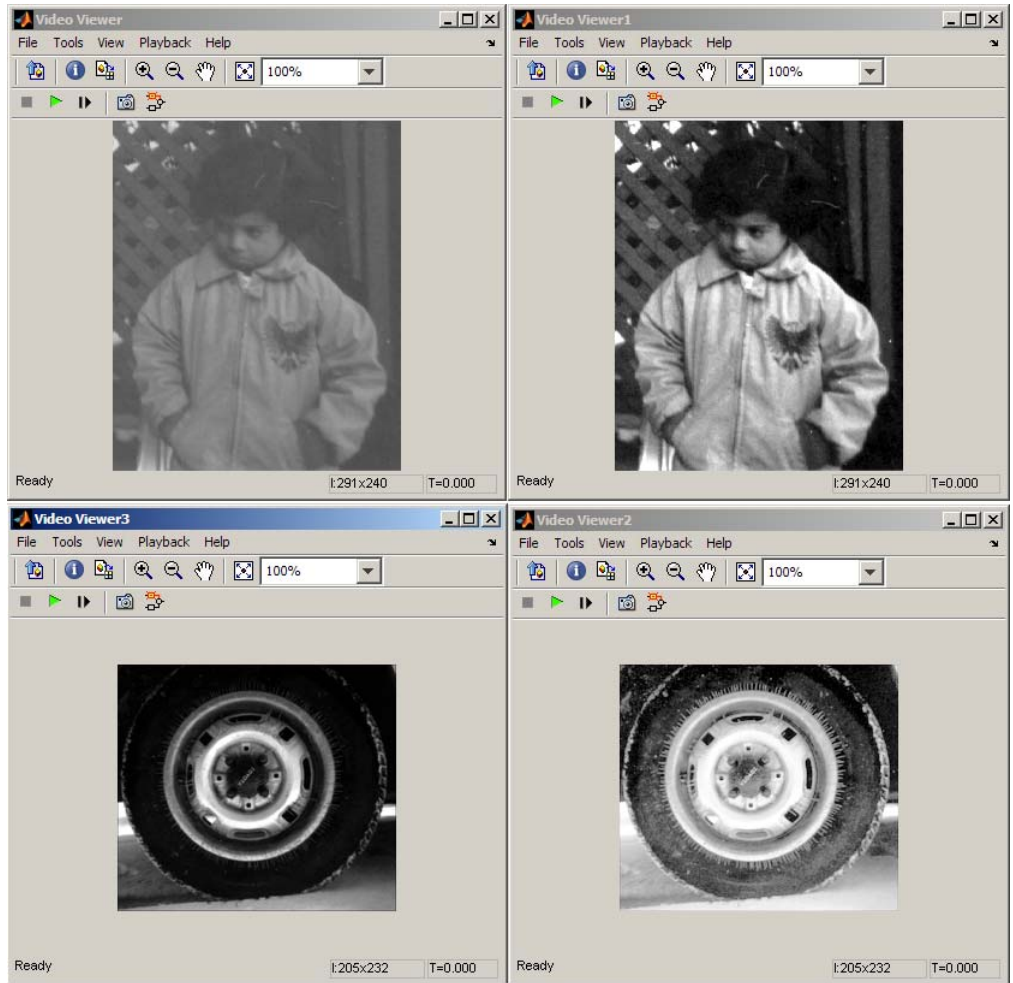 Video Viewer
File Tools View Playback Help
100%
Ready I:291x240 T=0.000
Video Viewer1
File Tools View Playback Help
100%
Ready I:291x240 T=0.000
Video Viewer3
File Tools View Playback Help
100%
Ready I:205x232 T=0.000
Video Viewer2
File Tools View Playback Help
100%
Ready I:205x232 T=0.000